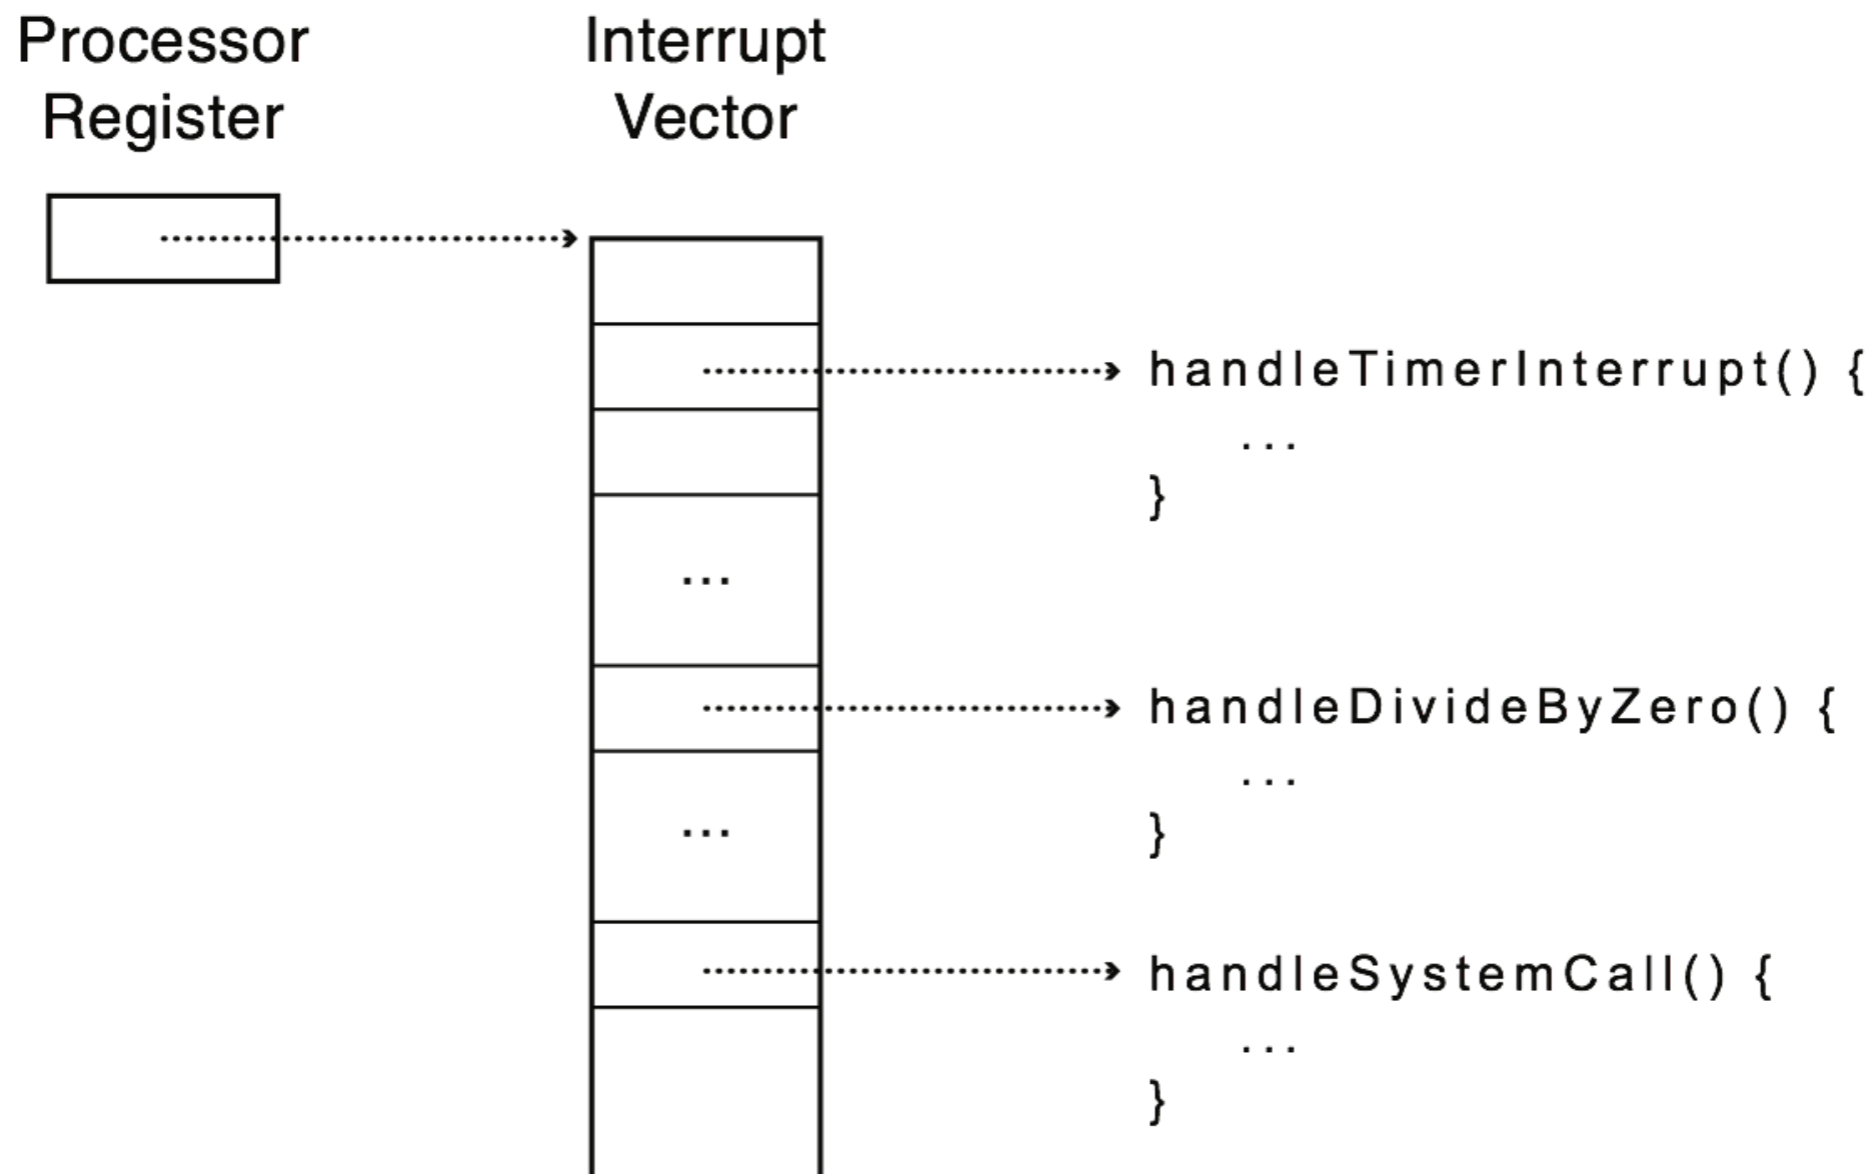 Processor
Register
Interrupt
Vector
handleTimerInterrupt() {
...
}
...
handleDivideByZero() {
...
}
...
handleSystemCall() {
...
}